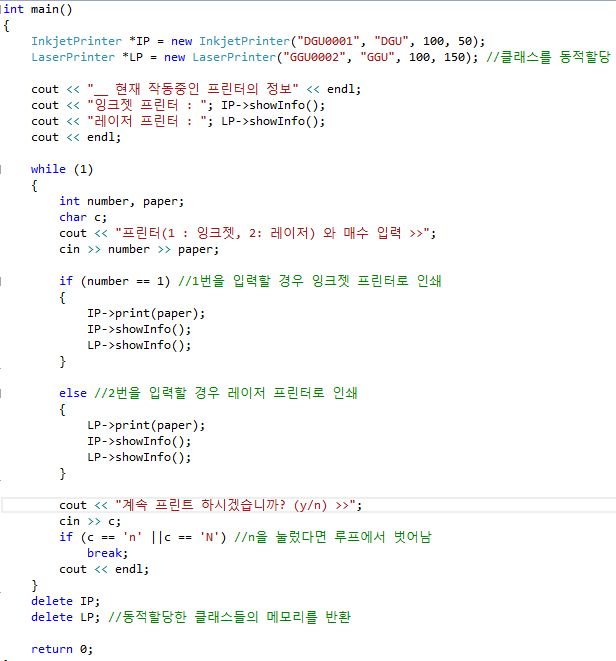 int main()
{
InkjetPrinter *IP = new InkjetPrinter("DGU0001", "DGU", 100, 50);
LaserPrinter *LP = new LaserPrinter("GGU0002", "GGU", 100, 150); //클래스를 동적할당
cout << "__ 현재 작동중인 프린터의 정보" << endl;
cout << "잉크젯 프린터 : "; IP->showInfo();
cout << "레이저 프린터 : "; LP->showInfo();
cout << endl;
while (1)
{
int number, paper;
char c;
cout << "프린터(1 : 잉크젯, 2: 레이저) 와 매수 입력 >>";
cin >> number >> paper;
if (number == 1) //1번을 입력할 경우 잉크젯 프린터로 인쇄
{
IP->print(paper);
IP->showInfo();
LP->showInfo();
}
else //2번을 입력할 경우 레이저 프린터로 인쇄
{
LP->print(paper);
IP->showInfo();
LP->showInfo();
}
cout << "계속 프린트 하시겠습니까? (y/n) >>";
cin >> c;
if (c == 'n' ||c == 'N') //n을 눌렀다면 루프에서 벗어남
break;
cout << endl;
}
delete IP;
delete LP; //동적할당한 클래스들의 메모리를 반환
return 0;